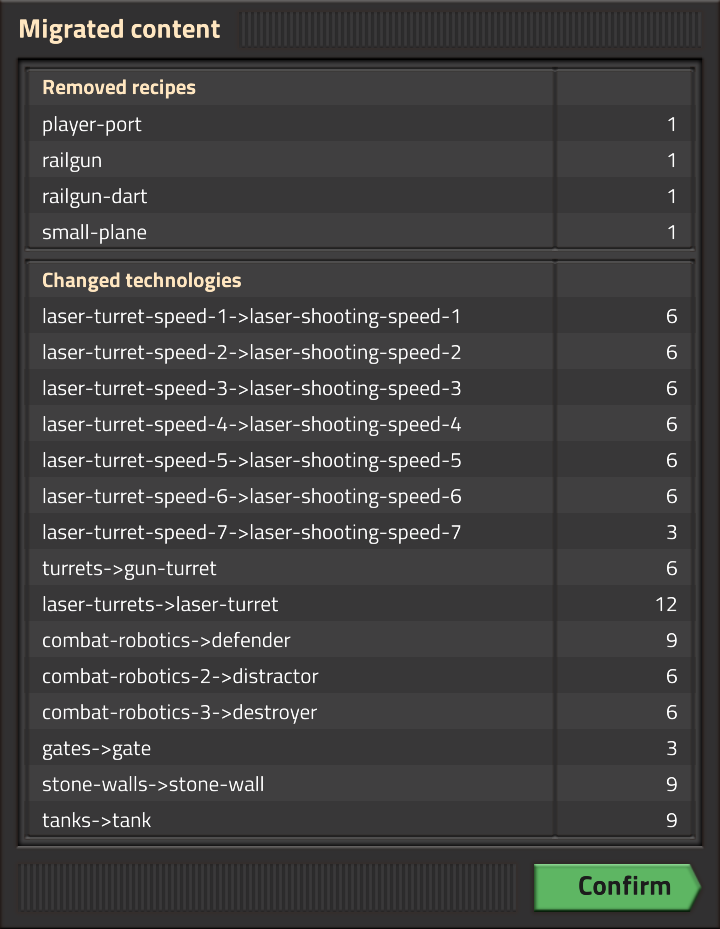 Migrated content
Removed recipes
player-port 1
railgun 1
railgun-dart 1
small-plane 1
Changed technologies
laser-turret-speed-1->laser-shooting-speed-1 6
laser-turret-speed-2->laser-shooting-speed-2 6
laser-turret-speed-3->laser-shooting-speed-3 6
laser-turret-speed-4->laser-shooting-speed-4 6
laser-turret-speed-5->laser-shooting-speed-5 6
laser-turret-speed-6->laser-shooting-speed-6 6
laser-turret-speed-7->laser-shooting-speed-7 3
turrets->gun-turret 6
laser-turrets->laser-turret 12
combat-robotics->defender 9
combat-robotics-2->distractor 6
combat-robotics-3->destroyer 6
gates->gate 3
stone-walls->stone-wall 9
tanks->tank 9
Confirm